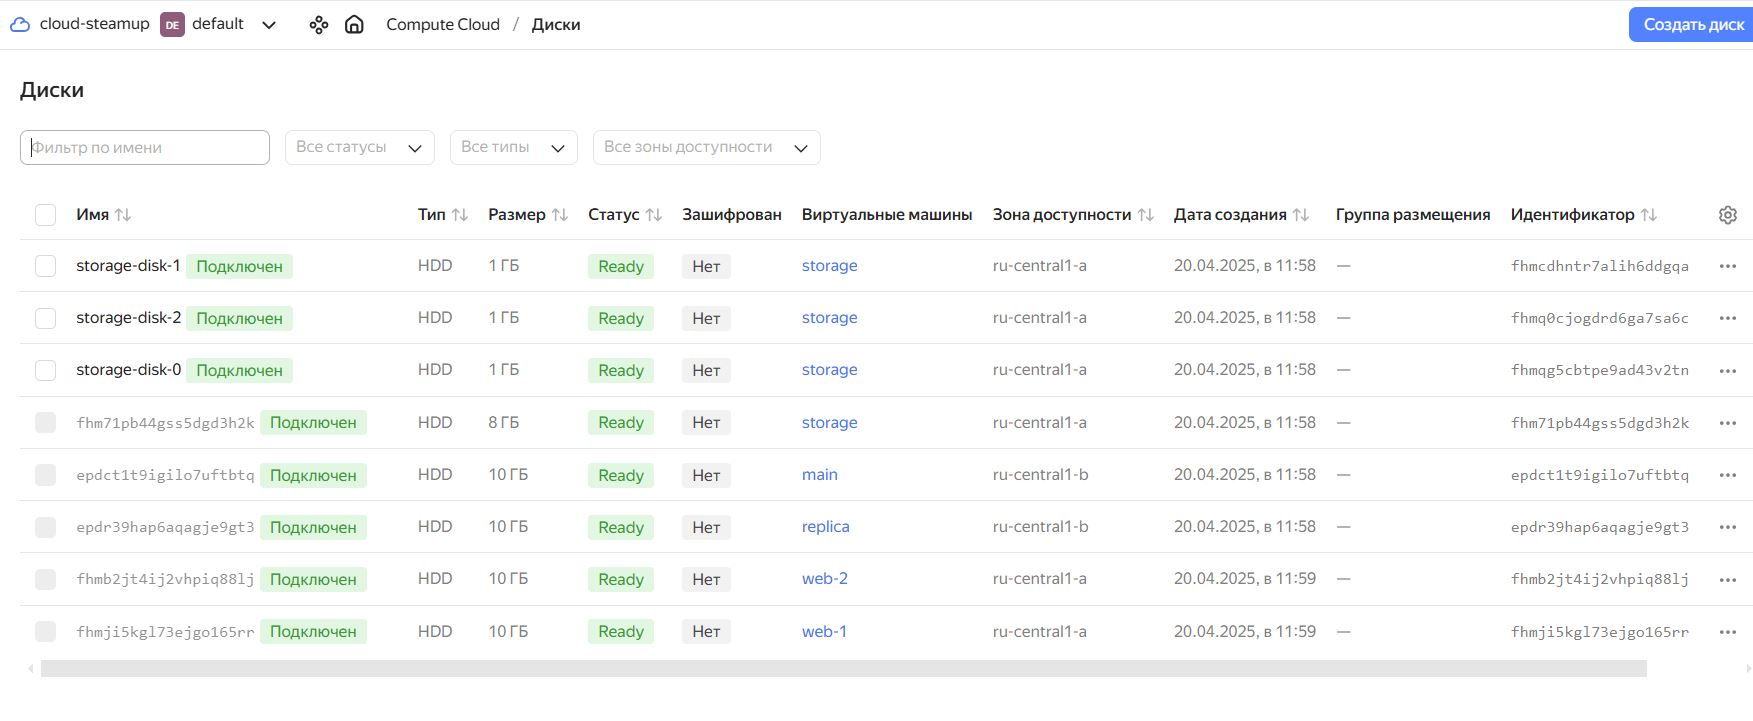 cloud-steamup DE default Compute Cloud / Диски Создать диск
Диски
Фильтр по имени Все статусы Все типы Все зоны доступности
Имя Тип Размер Статус Зашифрован Виртуальные машины Зона доступности Дата создания Группа размещения Идентификатор
storage-disk-1 Подключен HDD 1 ГБ Ready Нет storage ru-central1-a 20.04.2025, в 11:58 — fhmcdhntr7alih6ddgqa
storage-disk-2 Подключен HDD 1 ГБ Ready Нет storage ru-central1-a 20.04.2025, в 11:58 — fhmq0cjogdrd6ga7sa6c
storage-disk-0 Подключен HDD 1 ГБ Ready Нет storage ru-central1-a 20.04.2025, в 11:58 — fhmqg5cbtpe9ad43v2tn
fhm71pb44gss5dgd3h2k Подключен HDD 8 ГБ Ready Нет storage ru-central1-a 20.04.2025, в 11:58 — fhm71pb44gss5dgd3h2k
epdct1t9igilo7uftbtq Подключен HDD 10 ГБ Ready Нет main ru-central1-b 20.04.2025, в 11:58 — epdct1t9igilo7uftbtq
epdr39hap6aqagje9gt3 Подключен HDD 10 ГБ Ready Нет replica ru-central1-b 20.04.2025, в 11:58 — epdr39hap6aqagje9gt3
fhmb2jt4ij2vhpiq88lj Подключен HDD 10 ГБ Ready Нет web-2 ru-central1-a 20.04.2025, в 11:59 — fhmb2jt4ij2vhpiq88lj
fhmji5kgl73ejgo165rr Подключен HDD 10 ГБ Ready Нет web-1 ru-central1-a 20.04.2025, в 11:59 — fhmji5kgl73ejgo165rr